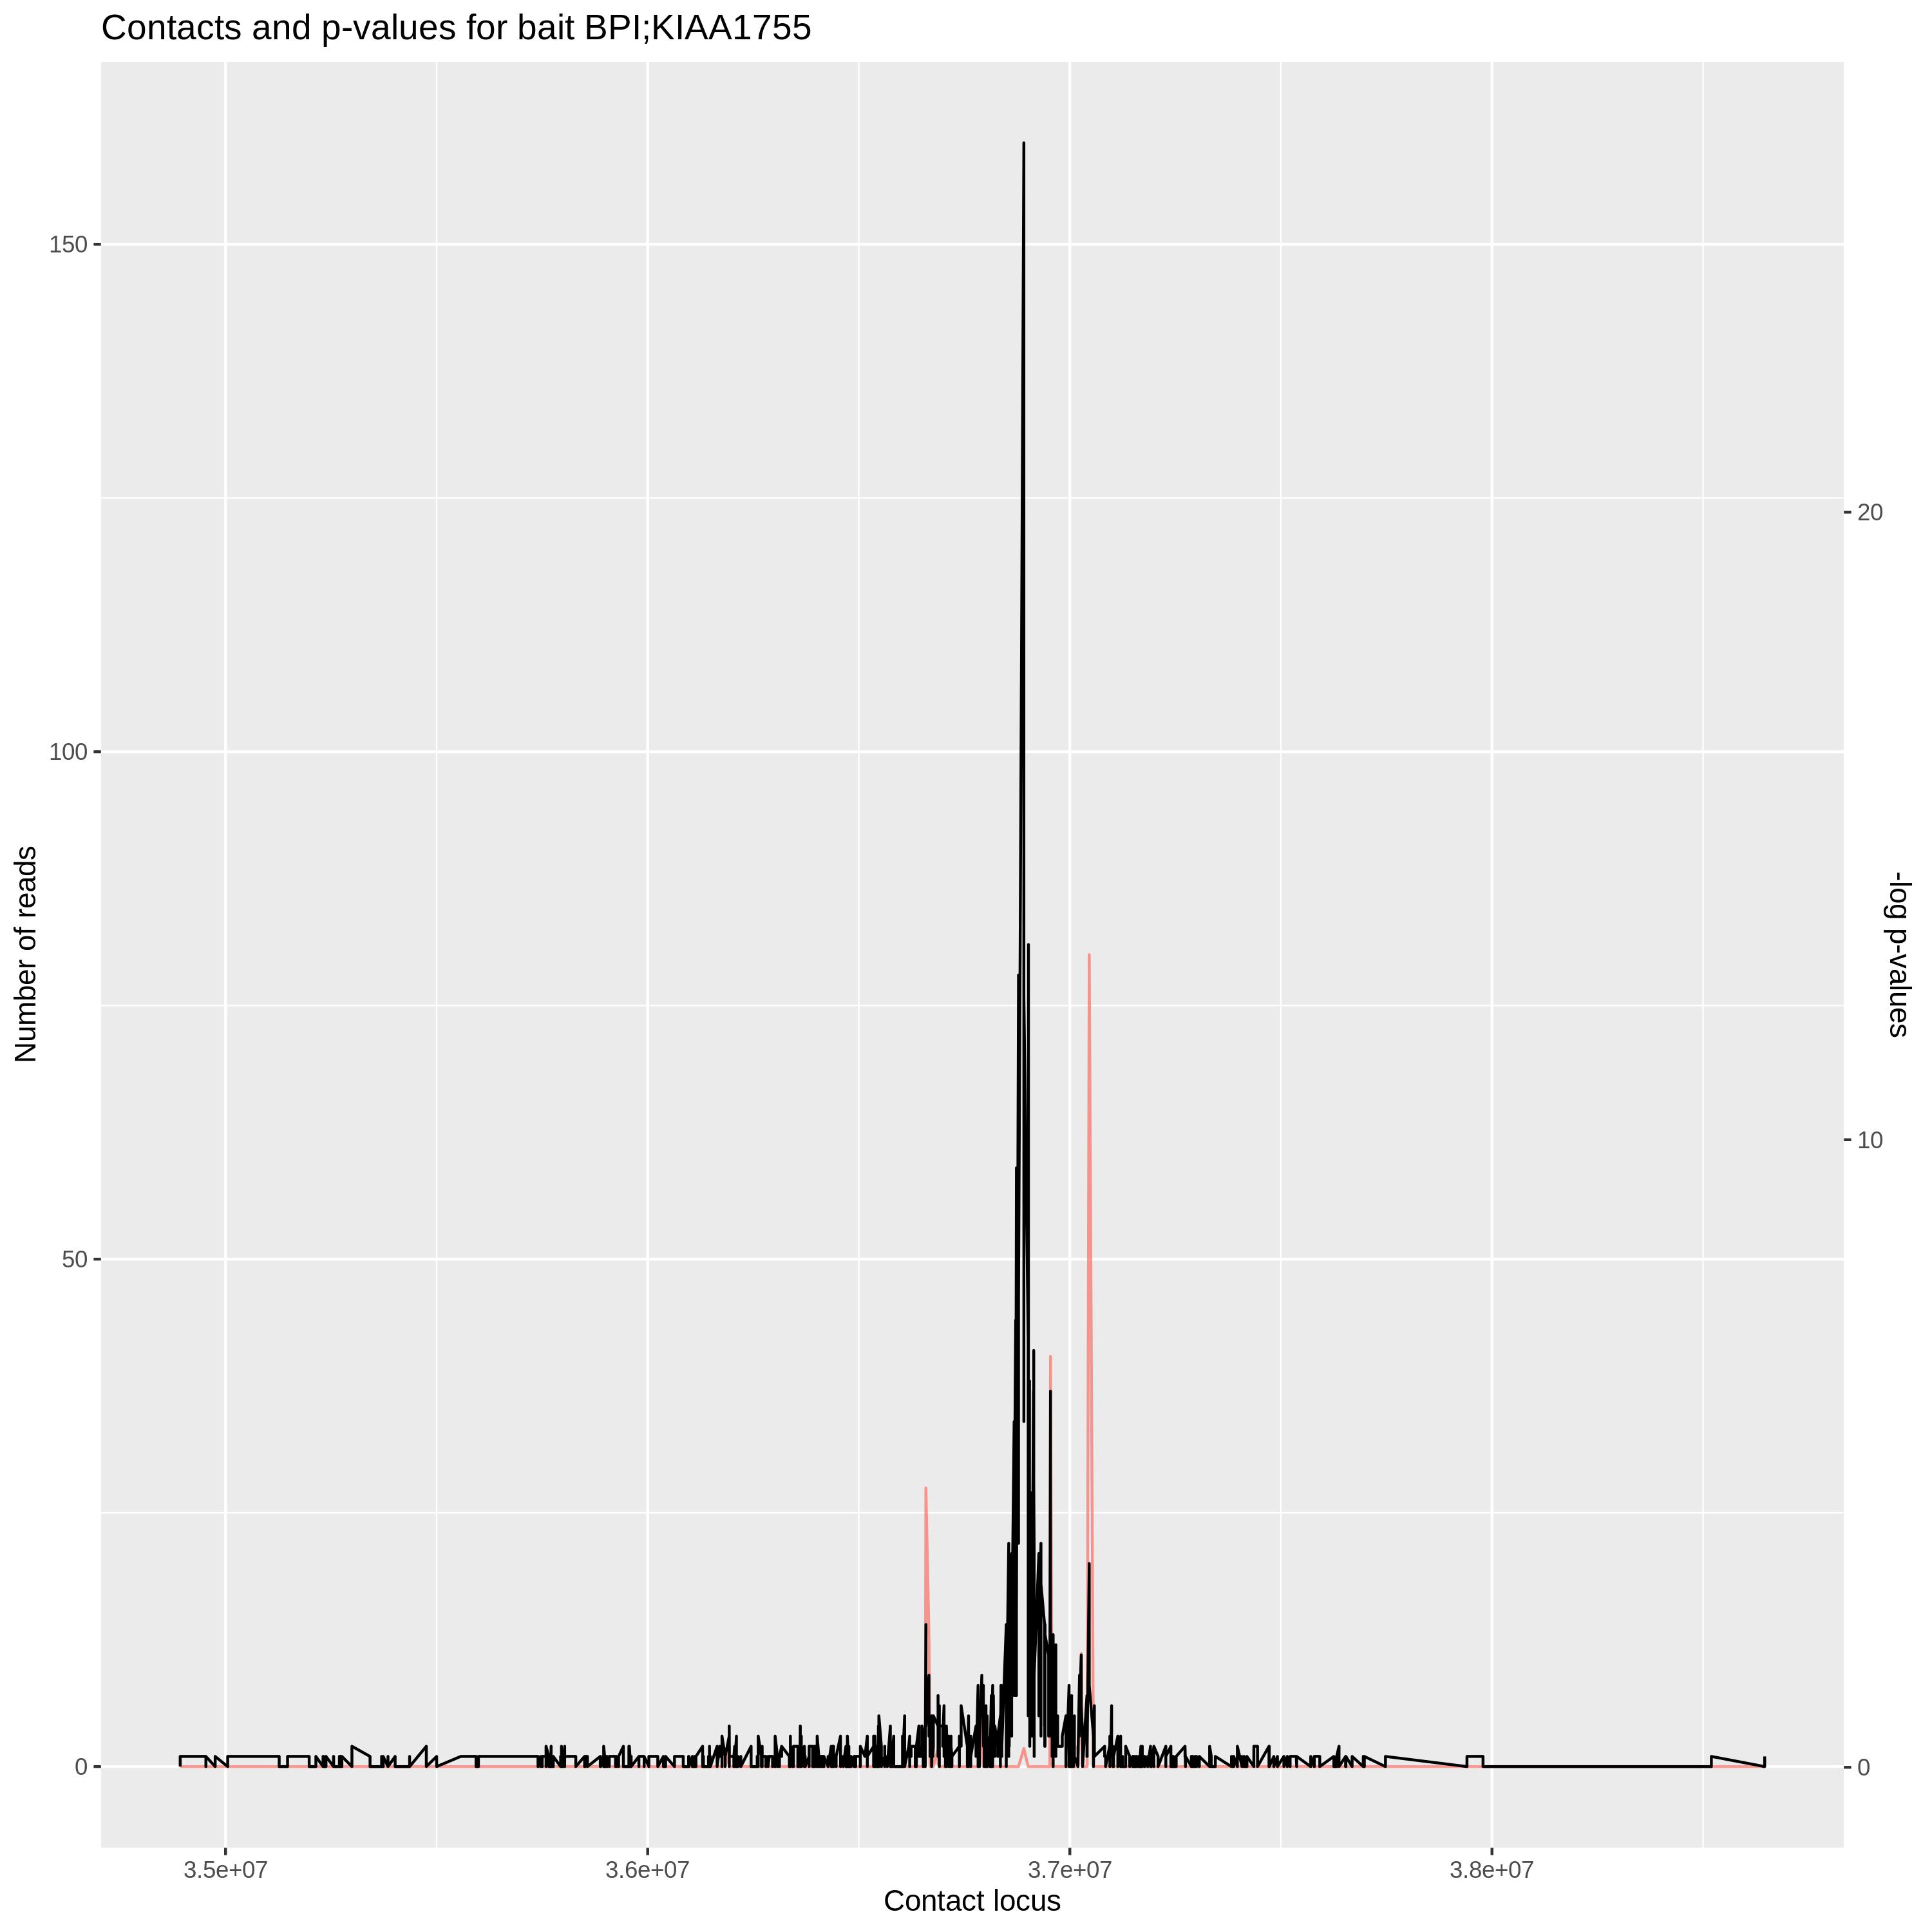 Contacts and p-values for bait BPI;KIAA1755
150
100
50
0
Number of reads
20
10
0
-log p-values
3.5e+07
3.6e+07
3.7e+07
3.8e+07
Contact locus